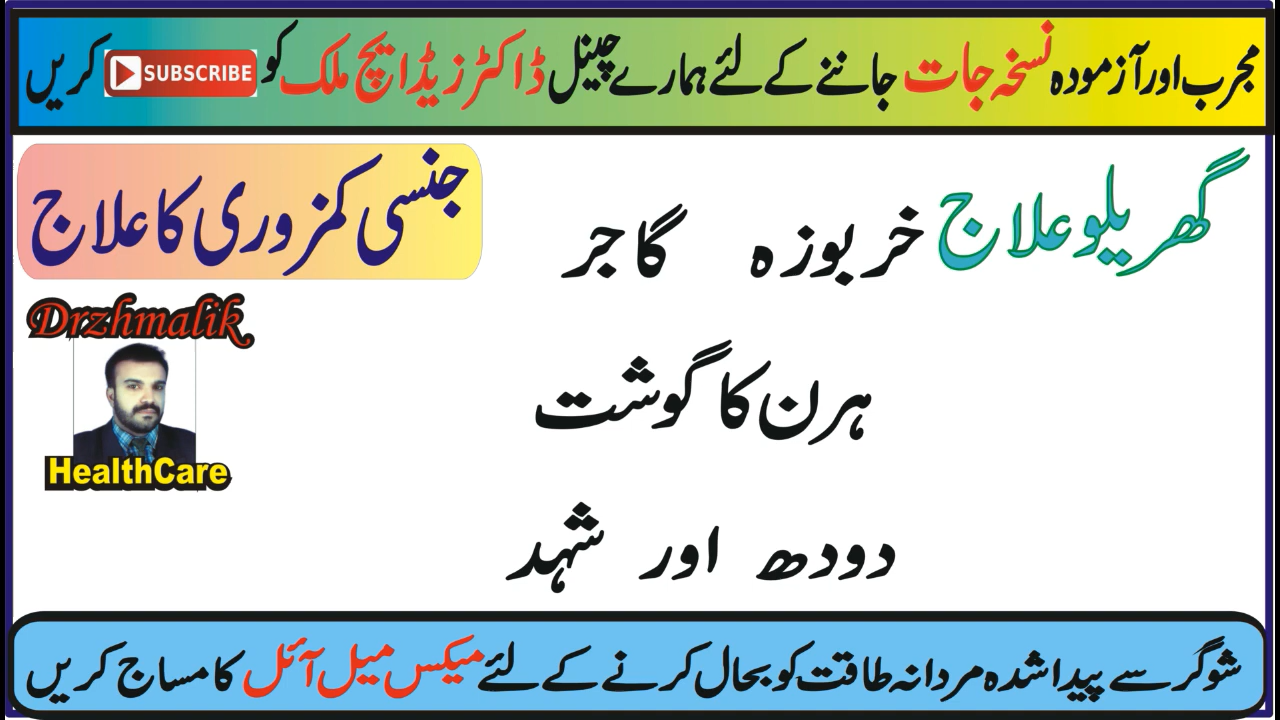 مجرب اور آزمودہ نسخہ جات جاننے کے لئے ہمارے چینل ڈاکٹر زیڈ ایچ ملک کو SUBSCRIBE کریں
گھریلو علاج
جنسی کمزوری کا علاج
خربوزہ گاجر
Drzhmalik
ہرن کا گوشت
HealthCare
دودھ اور شہد
شوگر سے پیدا شدہ مردانہ طاقت کو بحال کرنے کے لئے میکس میل آئل کا مساج کریں